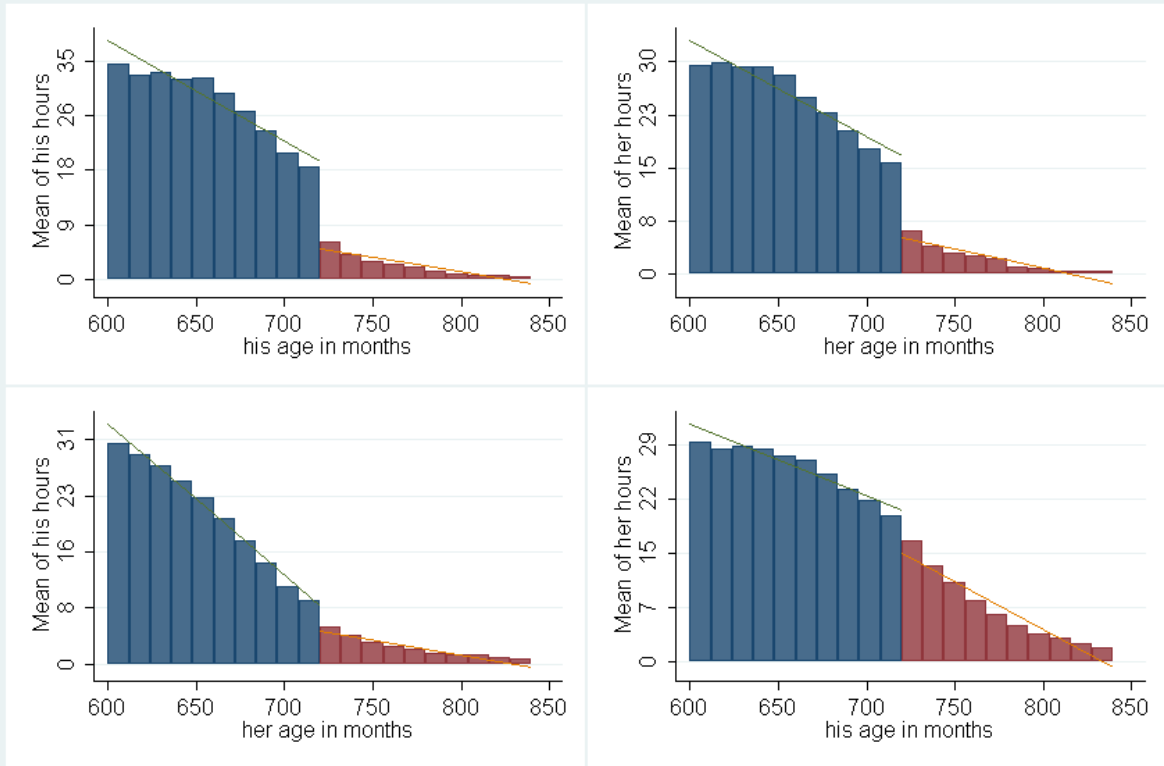 Mean of his hours
35
26
18
9
0
600 650 700 750 800 850
his age in months
Mean of her hours
30
23
15
8
0
600 650 700 750 800 850
her age in months
Mean of his hours
31
23
16
8
0
600 650 700 750 800 850
her age in months
Mean of her hours
29
22
15
7
0
600 650 700 750 800 850
his age in months